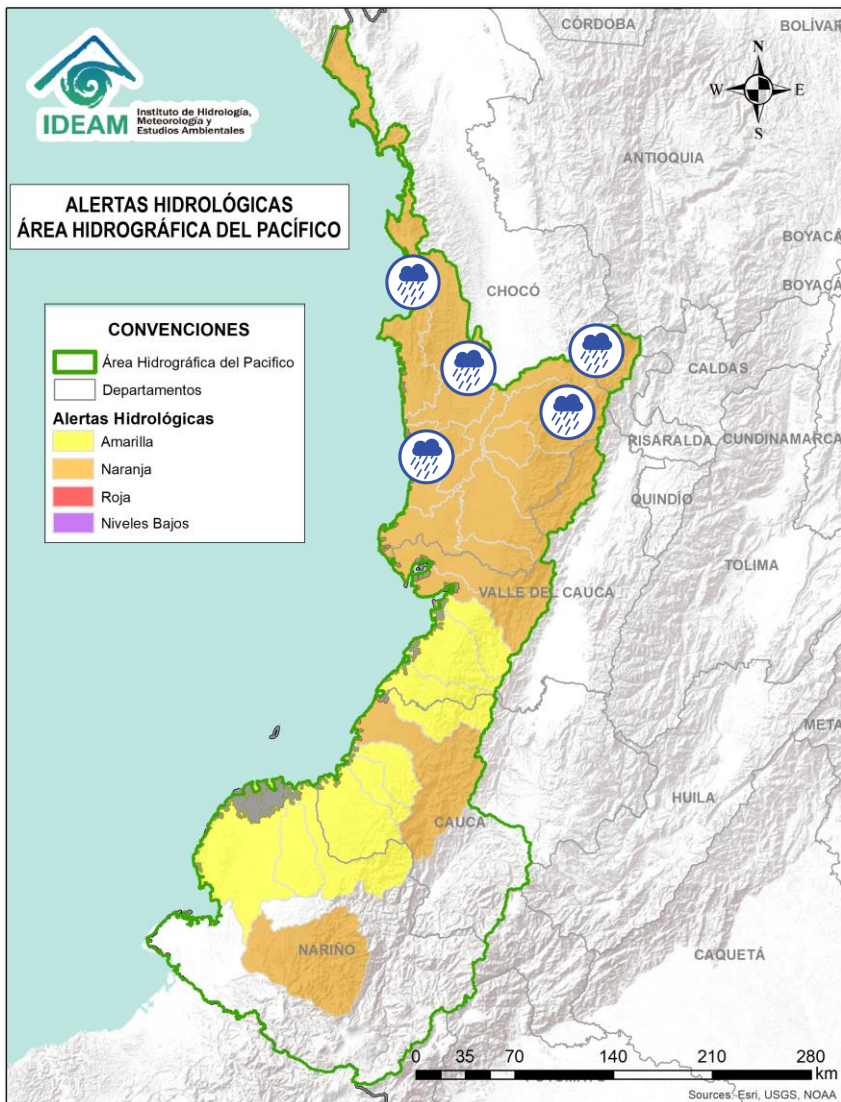 CÓRDOBA
BOLÍVAR
N
W
E
S
IDEAM
Instituto de Hidrología,
Meteorología y
Estudios Ambientales
ANTIOQUIA
ALERTAS HIDROLÓGICAS
ÁREA HIDROGRÁFICA DEL PACÍFICO
BOYACÁ
BOYACÁ
CHOCÓ
CONVENCIONES
Área Hidrográfica del Pacifico
Departamentos
Alertas Hidrológicas
Amarilla
Naranja
Roja
Niveles Bajos
CALDAS
RISARALDA
CUNDINAMARCA
QUINDÍO
TOLIMA
VALLE DEL CAUCA
META
HUILA
CAUCA
NARIÑO
CAQUETÁ
0 35 70 140 210 280
km
Sources: Esri, USGS, NOAA